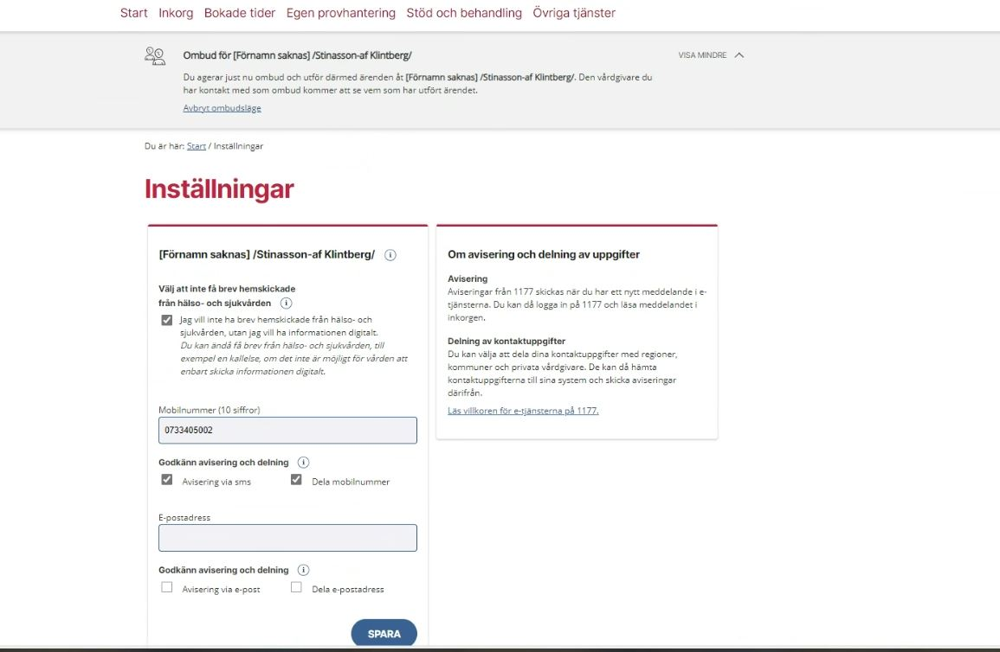 Start Inkorg Bokade tider Egen provhantering Stöd och behandling Övriga tjänster
Ombud för [Förnamn saknas] /Stinasson-af Klintberg/
VISA MINDRE
Du agerar just nu ombud och utför därmed ärenden åt [Förnamn saknas] /Stinasson-af Klintberg/. Den vårdgivare du
har kontakt med som ombud kommer att se vem som har utfört ärendet.
Avbryt ombudsläge
Du är här: Start / Inställningar
Inställningar
[Förnamn saknas] /Stinasson-af Klintberg/
Välj att inte få brev hemskickade
från hälso- och sjukvården
Jag vill inte ha brev hemskickade från hälso- och
sjukvården, utan jag vill ha informationen digitalt.
Du kan ändå få brev från hälso- och sjukvården, till
exempel en kallelse, om det inte är möjligt för vården att
enbart skicka informationen digitalt.
Mobilnummer (10 siffror)
0733405002
Godkänn avisering och delning
Avisering via sms Dela mobilnummer
E-postadress
Godkänn avisering och delning
Avisering via e-post Dela e-postadress
SPARA
Om avisering och delning av uppgifter
Avisering
Aviseringar från 1177 skickas när du har ett nytt meddelande i e-
tjänsterna. Du kan då logga in på 1177 och läsa meddelandet i
inkorgen.
Delning av kontaktuppgifter
Du kan välja att dela dina kontaktuppgifter med regioner,
kommuner och privata vårdgivare. De kan då hämta
kontaktuppgifterna till sina system och skicka aviseringar
därifrån.
Läs villkoren för e-tjänsterna på 1177.